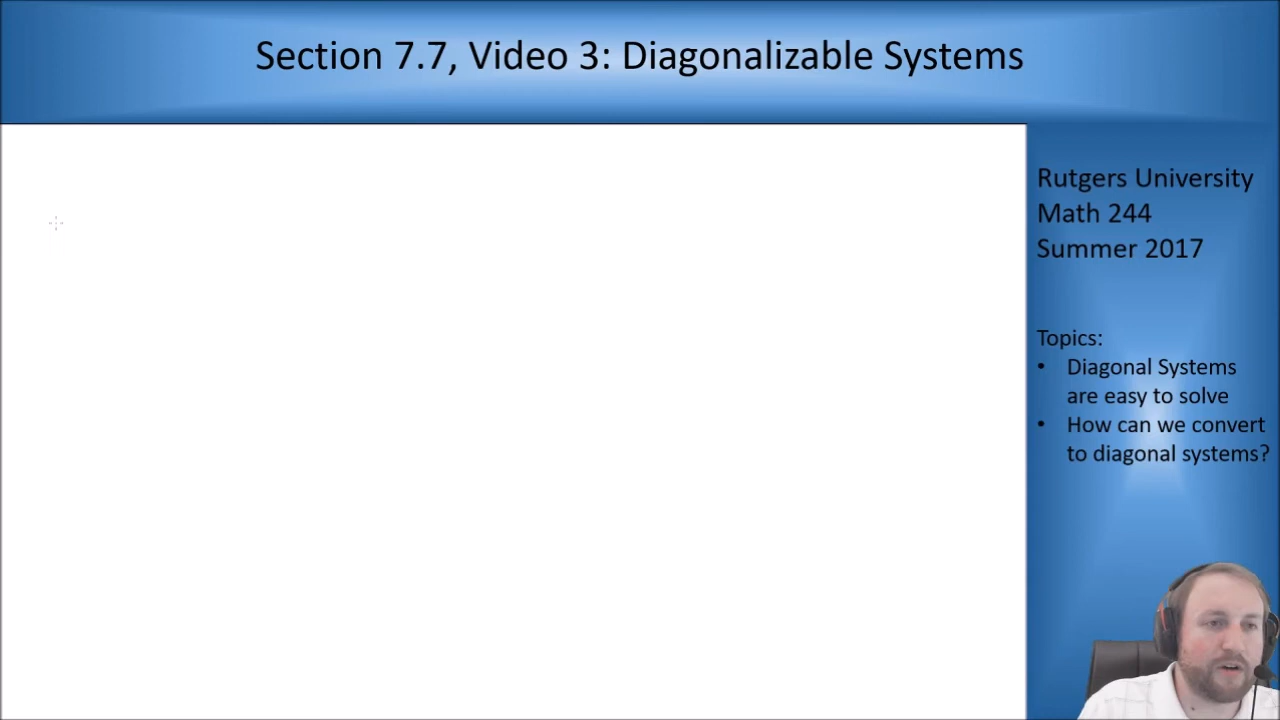 Section 7.7, Video 3: Diagonalizable Systems
Rutgers University
Math 244
Summer 2017
Topics:
• Diagonal Systems
are easy to solve
• How can we convert
to diagonal systems?